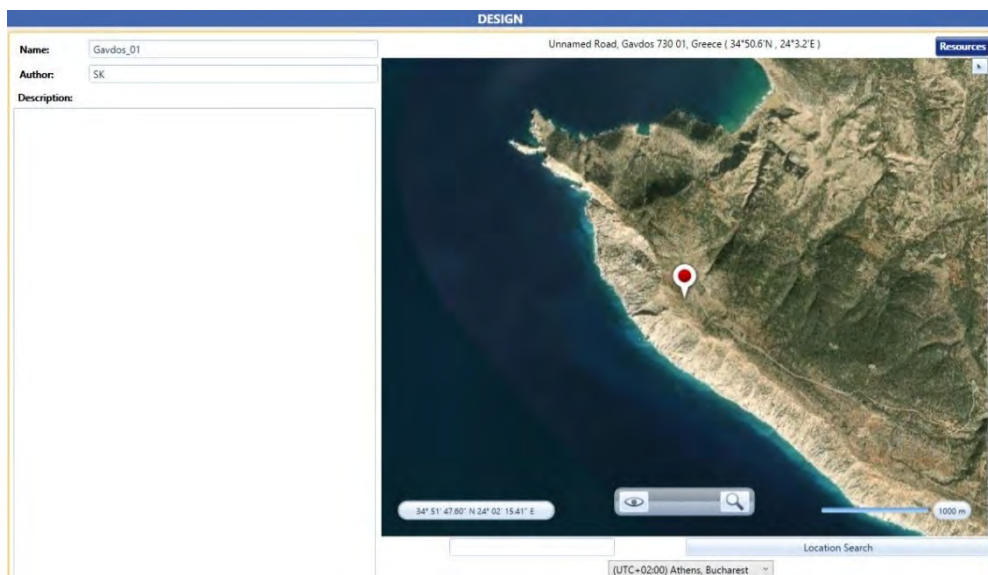 DESIGN
Name: Gavdos_01
Unnamed Road, Gavdos 730 01, Greece ( 34°50.6'N , 24°3.2'E )
Resources
Author: SK
Description:
34° 51' 47.60" N 24° 02' 15.41" E
1000 m
Location Search
(UTC+02:00) Athens, Bucharest